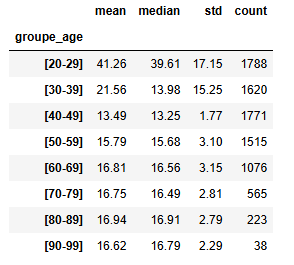 mean median std count
groupe_age
[20-29] 41.26 39.61 17.15 1788
[30-39] 21.56 13.98 15.25 1620
[40-49] 13.49 13.25 1.77 1771
[50-59] 15.79 15.68 3.10 1515
[60-69] 16.81 16.56 3.15 1076
[70-79] 16.75 16.49 2.81 565
[80-89] 16.94 16.91 2.79 223
[90-99] 16.62 16.79 2.29 38